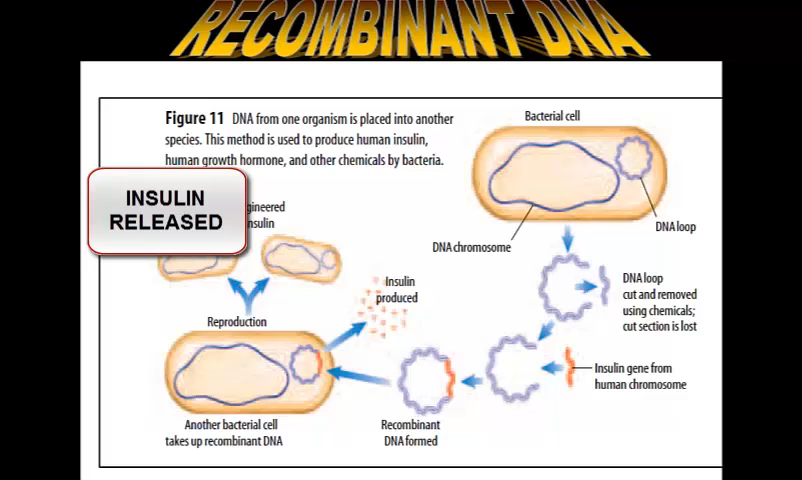 RECOMBINANT DNA
Figure 11 DNA from one organism is placed into another
species. This method is used to produce human insulin,
human growth hormone, and other chemicals by bacteria.
Bacterial cell
DNA loop
DNA chromosome
INSULIN
RELEASED
DNA loop
cut and removed
using chemicals;
cut section is lost
Insulin
produced
Reproduction
Insulin gene from
human chromosome
Another bacterial cell
takes up recombinant DNA
Recombinant
DNA formed